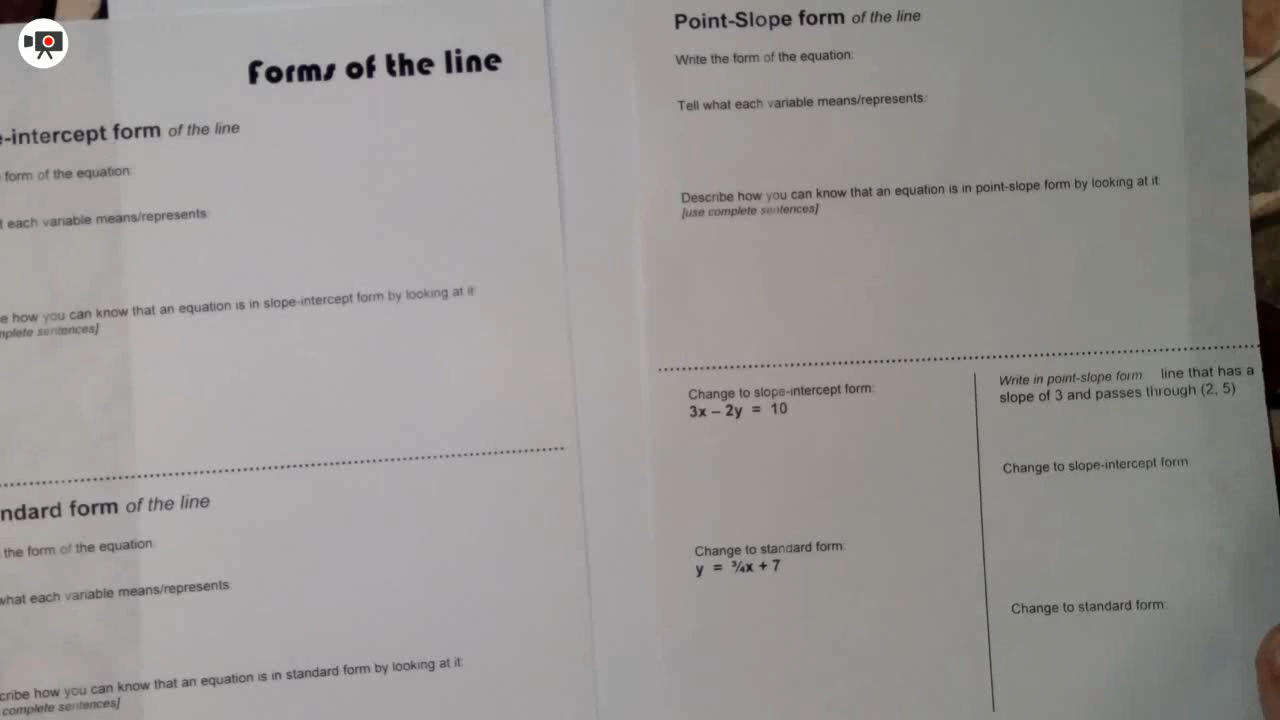 Forms of the line
-intercept form of the line
form of the equation:
each variable means/represents
how you can know that an equation is in slope-intercept form by looking at it
sentences]
form of the line
the form of the equation
what each variable means/represents
how you can know that an equation is in standard form by looking at it:
complete sentences]
Point-Slope form of the line
Write the form of the equation:
Tell what each variable means/represents:
Describe how you can know that an equation is in point-slope form by looking at it
[use complete sentences]
Change to slope-intercept form:
3x – 2y = 10
Change to standard form:
y = ¾x + 7
Write in point-slope form: line that has a
slope of 3 and passes through (2, 5)
Change to slope-intercept form
Change to standard form: